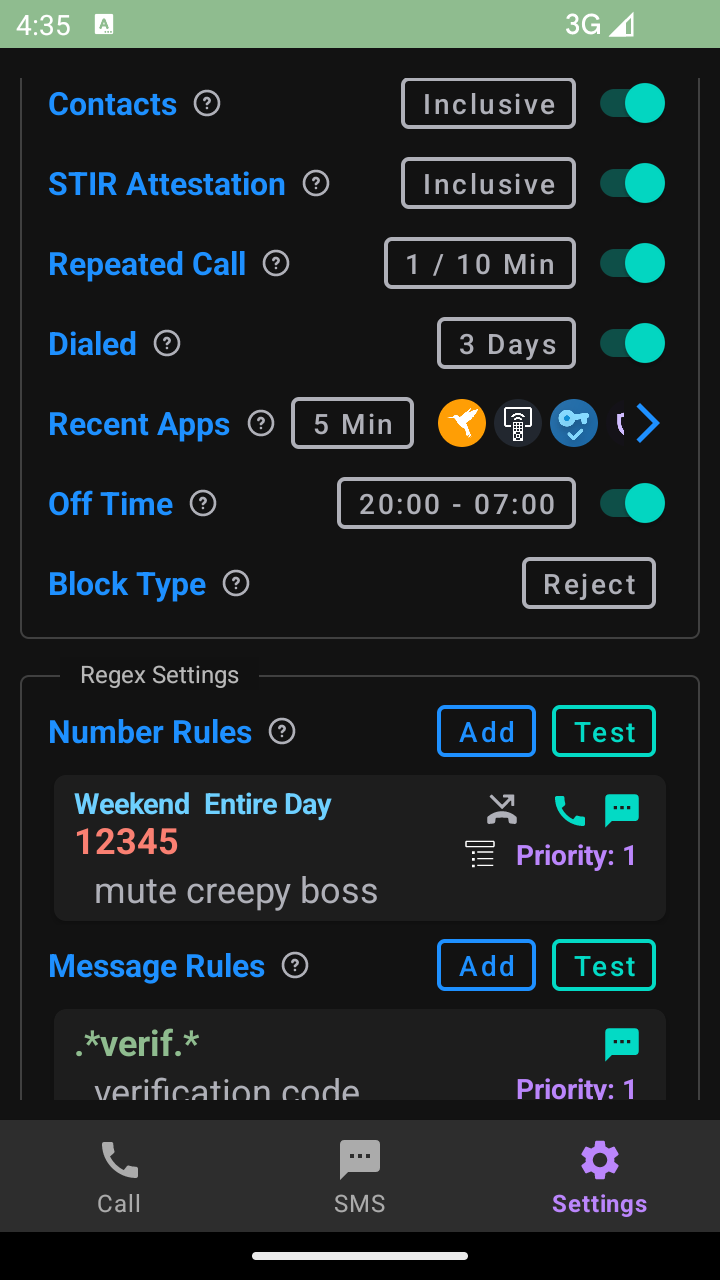 4:35 A 3G
Contacts ? Inclusive
STIR Attestation ? Inclusive
Repeated Call ? 1 / 10 Min
Dialed ? 3 Days
Recent Apps ? 5 Min
Off Time ? 20:00 - 07:00
Block Type ? Reject
Regex Settings
Number Rules ? Add Test
Weekend Entire Day
12345
Priority: 1
mute creepy boss
Message Rules ? Add Test
.*verif.*
verification code Priority: 1
Call SMS Settings